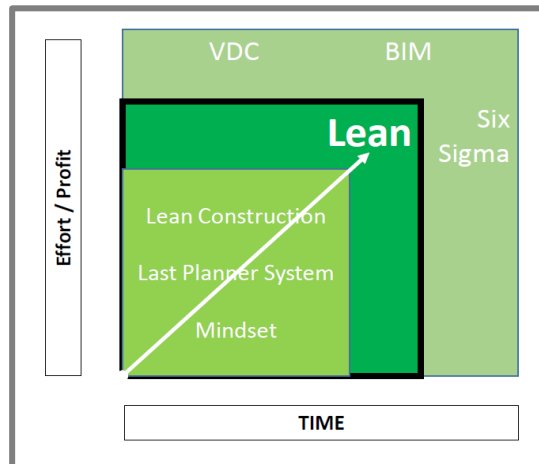 VDC BIM
Six
Sigma
Lean
Lean Construction
Last Planner System
Mindset
Effort / Profit
TIME